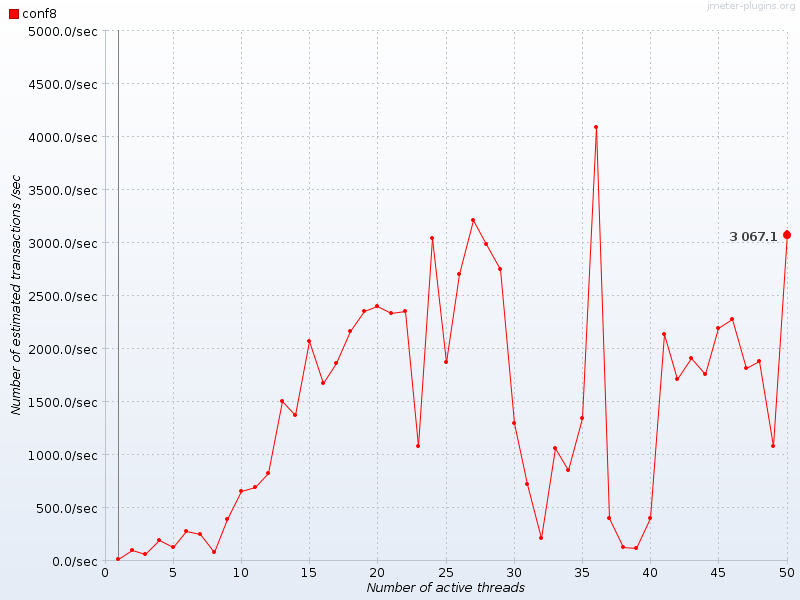 jmeter-plugins.org
conf8
5000.0/sec
4500.0/sec
4000.0/sec
3500.0/sec
3000.0/sec
2500.0/sec
2000.0/sec
1500.0/sec
1000.0/sec
500.0/sec
0.0/sec
Number of estimated transactions /sec
3 067.1
0 5 10 15 20 25 30 35 40 45 50
Number of active threads